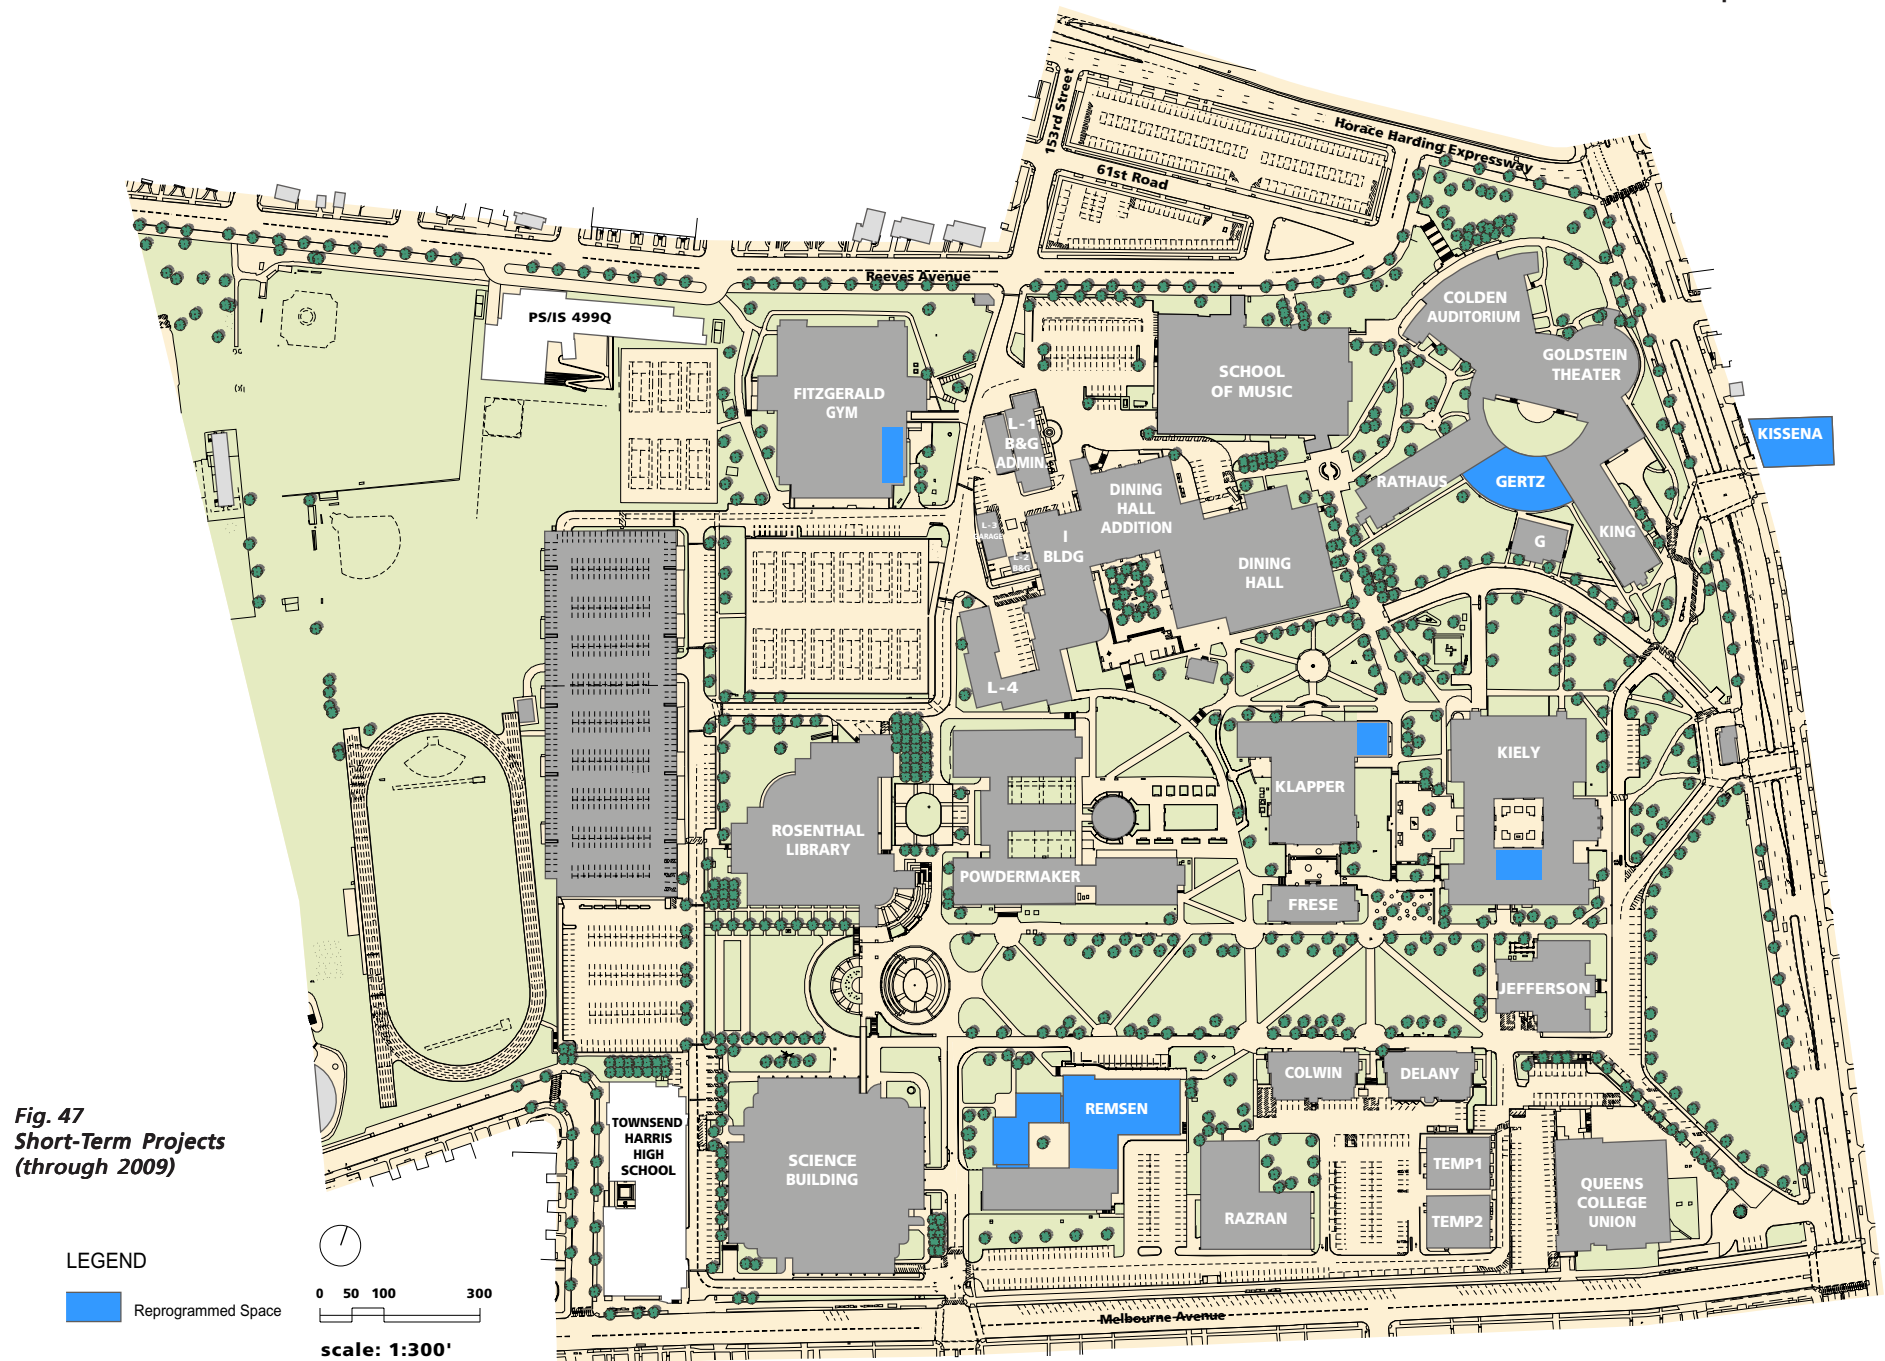 153rd Street
Horace Harding Expressway
61st Road
Reeves Avenue
PS/IS 499Q
COLDEN
AUDITORIUM
GOLDSTEIN
THEATER
FITZGERALD
GYM
SCHOOL
OF MUSIC
L-1
B&G
ADMIN.
KISSENA
RATHAUS
GERTZ
DINING
HALL
ADDITION
L-3
GARAGE
L-2
B&G
I
BLDG
KING
G
DINING
HALL
L-4
KIELY
KLAPPER
ROSENTHAL
LIBRARY
POWDERMAKER
FRESE
JEFFERSON
COLWIN
DELANY
REMSEN
TOWNSEND
HARRIS
HIGH
SCHOOL
SCIENCE
BUILDING
TEMP1
TEMP2
RAZRAN
QUEENS
COLLEGE
UNION
Melbourne Avenue
Fig. 47
Short-Term Projects
(through 2009)
LEGEND
Reprogrammed Space
0 50 100 300
scale: 1:300'